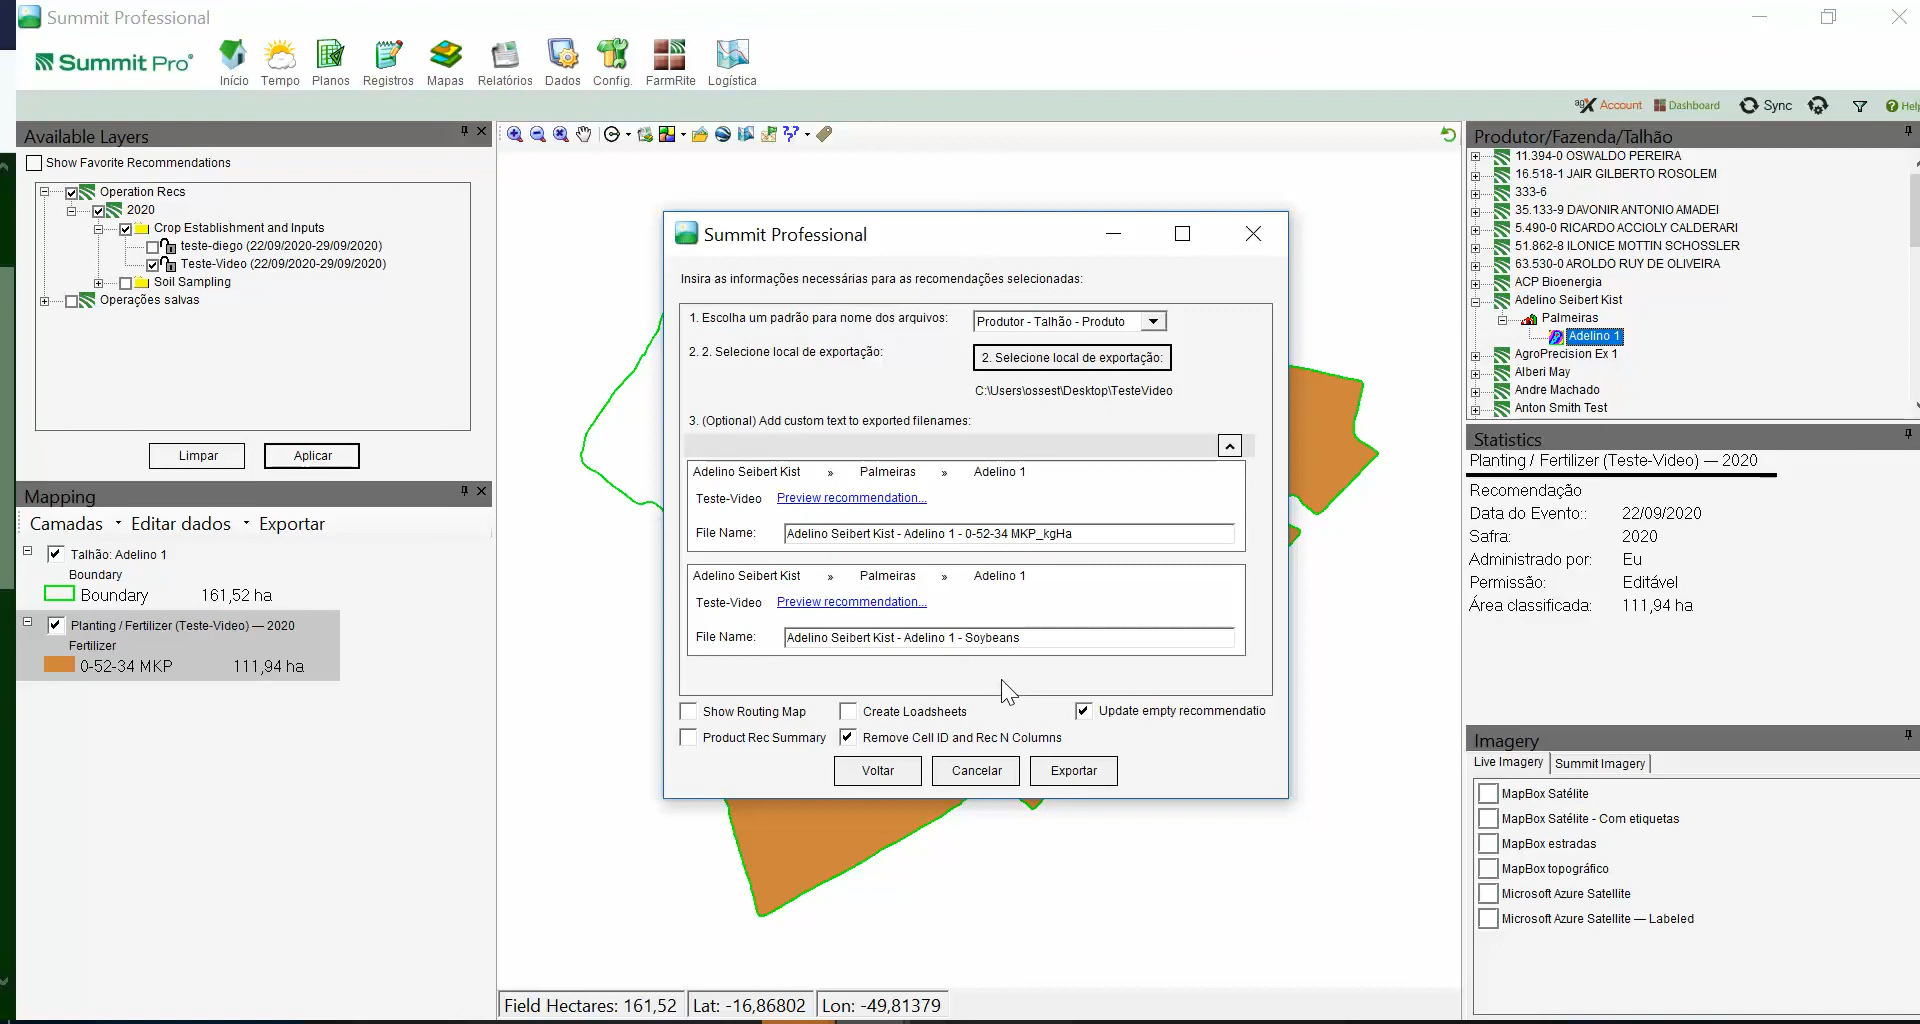 Summit Professional
Summit Pro
Início
Tempo
Planos
Registros
Mapas
Relatórios
Dados
Config.
FarmRite
Logística
agX Account
Dashboard
Sync
Help
Available Layers
Show Favorite Recommendations
Operation Recs
2020
Crop Establishment and Inputs
teste-diego (22/09/2020-29/09/2020)
Teste-Video (22/09/2020-29/09/2020)
Soil Sampling
Operações salvas
Limpar
Aplicar
Mapping
Camadas
Editar dados
Exportar
Talhão: Adelino 1
Boundary
Boundary 161,52 ha
Planting / Fertilizer (Teste-Video) — 2020
Fertilizer
0-52-34 MKP 111,94 ha
Summit Professional
Insira as informações necessárias para as recomendações selecionadas:
1. Escolha um padrão para nome dos arquivos:
Produtor - Talhão - Produto
2. 2. Selecione local de exportação:
2. Selecione local de exportação:
C:\Users\ossest\Desktop\TesteVideo
3. (Optional) Add custom text to exported filenames:
Adelino Seibert Kist » Palmeiras » Adelino 1
Teste-Video Preview recommendation...
File Name: Adelino Seibert Kist - Adelino 1 - 0-52-34 MKP_kgHa
Adelino Seibert Kist » Palmeiras » Adelino 1
Teste-Video Preview recommendation...
File Name: Adelino Seibert Kist - Adelino 1 - Soybeans
Show Routing Map
Create Loadsheets
Update empty recommendatio
Product Rec Summary
Remove Cell ID and Rec N Columns
Voltar
Cancelar
Exportar
Field Hectares: 161,52
Lat: -16,86802
Lon: -49,81379
Produtor/Fazenda/Talhão
11.394-0 OSWALDO PEREIRA
16.518-1 JAIR GILBERTO ROSOLEM
333-6
35.133-9 DAVONIR ANTONIO AMADEI
5.490-0 RICARDO ACCIOLY CALDERARI
51.862-8 ILONICE MOTTIN SCHOSSLER
63.530-0 AROLDO RUY DE OLIVEIRA
ACP Bioenergia
Adelino Seibert Kist
Palmeiras
Adelino 1
AgroPrecision Ex 1
Alberi May
Andre Machado
Anton Smith Test
Statistics
Planting / Fertilizer (Teste-Video) — 2020
Recomendação
Data do Evento:: 22/09/2020
Safra: 2020
Administrado por: Eu
Permissão: Editável
Área classificada: 111,94 ha
Imagery
Live Imagery
Summit Imagery
MapBox Satélite
MapBox Satélite - Com etiquetas
MapBox estradas
MapBox topográfico
Microsoft Azure Satellite
Microsoft Azure Satellite — Labeled